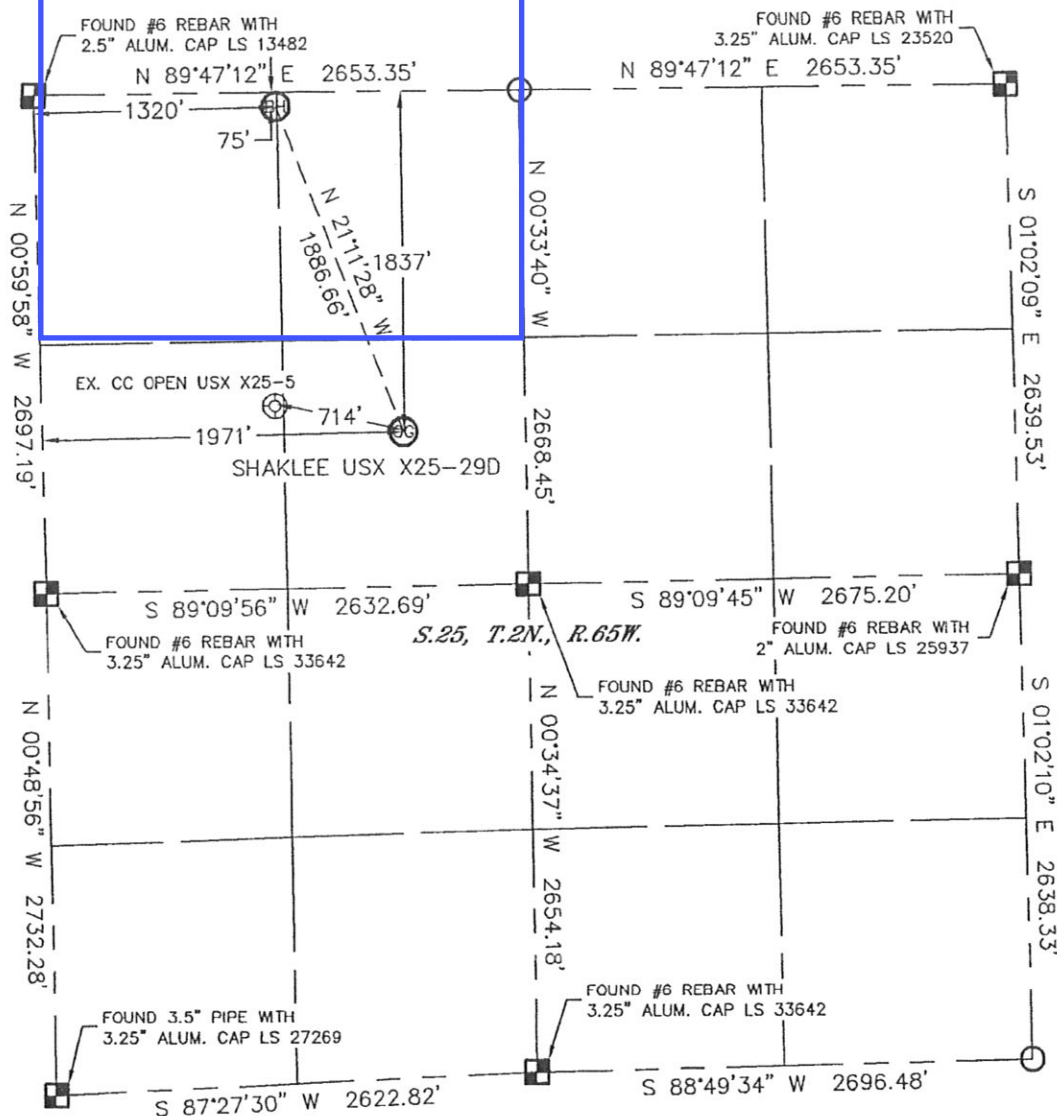 FOUND #6 REBAR WITH
2.5" ALUM. CAP LS 13482
FOUND #6 REBAR WITH
3.25" ALUM. CAP LS 23520
N 89°47'12" E 2653.35'
N 89°47'12" E 2653.35'
1320'
BH
75'
N 00°59'58" W 2697.19'
N 21°11'28" W
1886.66'
1837'
N 00°33'40" W
2668.45'
S 01°02'09" E 2639.53'
EX. CC OPEN USX X25-5
714'
1971'
OG
SHAKLEE USX X25-29D
S 89°09'56" W 2632.69'
S 89°09'45" W 2675.20'
S.25, T.2N., R.65W.
FOUND #6 REBAR WITH
3.25" ALUM. CAP LS 33642
FOUND #6 REBAR WITH
2" ALUM. CAP LS 25937
FOUND #6 REBAR WITH
3.25" ALUM. CAP LS 33642
N 00°48'56" W 2732.28'
N 00°34'37" W 2654.18'
S 01°02'10" E 2638.33'
FOUND 3.5" PIPE WITH
3.25" ALUM. CAP LS 27269
FOUND #6 REBAR WITH
3.25" ALUM. CAP LS 33642
S 87°27'30" W 2622.82'
S 88°49'34" W 2696.48'